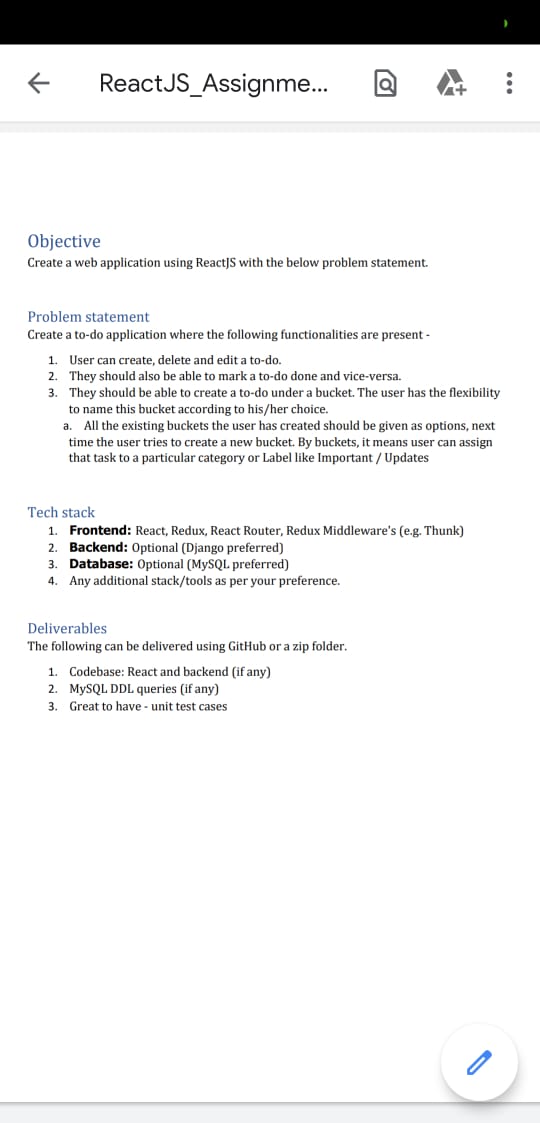 ReactJS_Assignme...
Objective
Create a web application using ReactJS with the below problem statement.
Problem statement
Create a to-do application where the following functionalities are present -
1. User can create, delete and edit a to-do.
2. They should also be able to mark a to-do done and vice-versa.
3. They should be able to create a to-do under a bucket. The user has the flexibility
to name this bucket according to his/her choice.
a. All the existing buckets the user has created should be given as options, next
time the user tries to create a new bucket. By buckets, it means user can assign
that task to a particular category or Label like Important / Updates
Tech stack
1. Frontend: React, Redux, React Router, Redux Middleware's (e.g. Thunk)
2. Backend: Optional (Django preferred)
3. Database: Optional (MySQL preferred)
4. Any additional stack/tools as per your preference.
Deliverables
The following can be delivered using GitHub or a zip folder.
1. Codebase: React and backend (if any)
2. MySQL DDL queries (if any)
3. Great to have - unit test cases